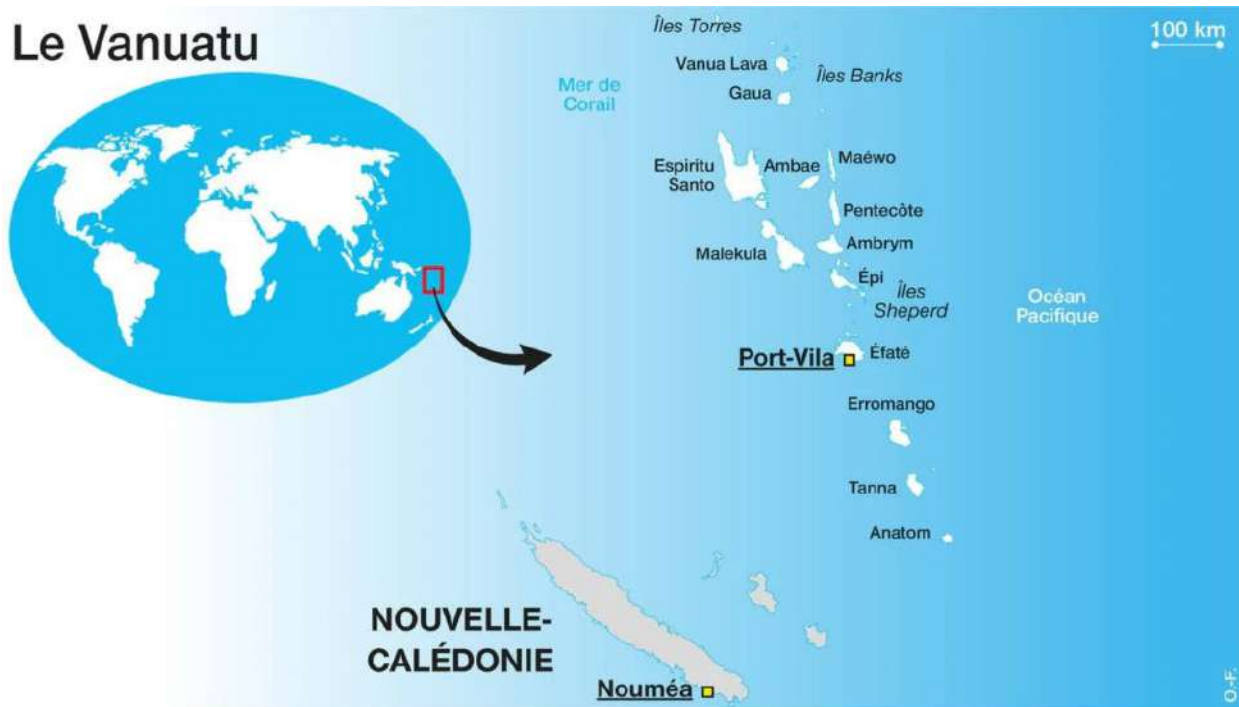 Le Vanuatu
Îles Torres
100 km
Vanua Lava
Îles Banks
Mer de
Corail
Gaua
Espiritu
Santo
Ambae
Maéwo
Pentecôte
Malekula
Ambrym
Épi
Îles
Sheperd
Océan
Pacifique
Port-Vila
Éfaté
Erromango
Tanna
Anatom
NOUVELLE-
CALÉDONIE
Nouméa
O.-F.